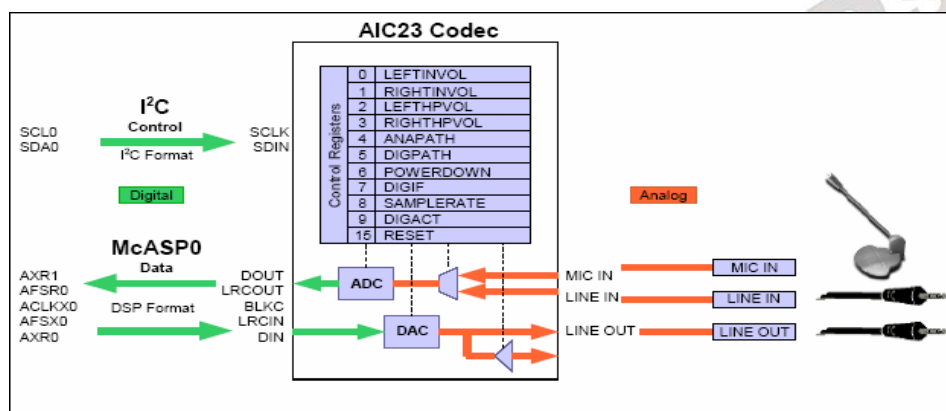 AIC23 Codec
Control Registers
0 LEFTINVOL
1 RIGHTINVOL
2 LEFTHPVOL
3 RIGHTHPVOL
4 ANAPATH
5 DIGPATH
6 POWERDOWN
7 DIGIF
8 SAMPLERATE
9 DIGACT
15 RESET
I²C
Control
I²C Format
SCL0
SDA0
SCLK
SDIN
Digital
Analog
McASP0
Data
DSP Format
AXR1
AFSR0
ACLKX0
AFSX0
AXR0
DOUT
LRCOUT
BLKC
LRCIN
DIN
ADC
DAC
MIC IN
LINE IN
LINE OUT
MIC IN
LINE IN
LINE OUT